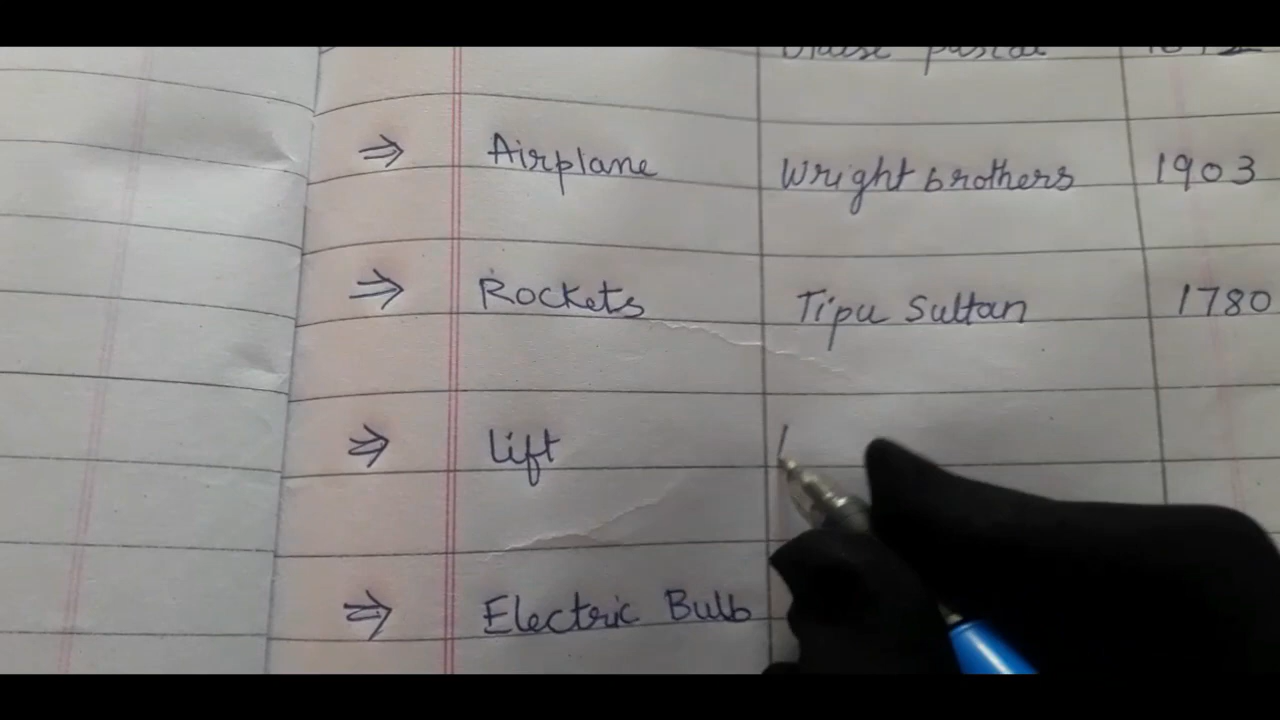 Airplane Wright brothers 1903
Rockets Tipu Sultan 1780
lift
Electric Bulb